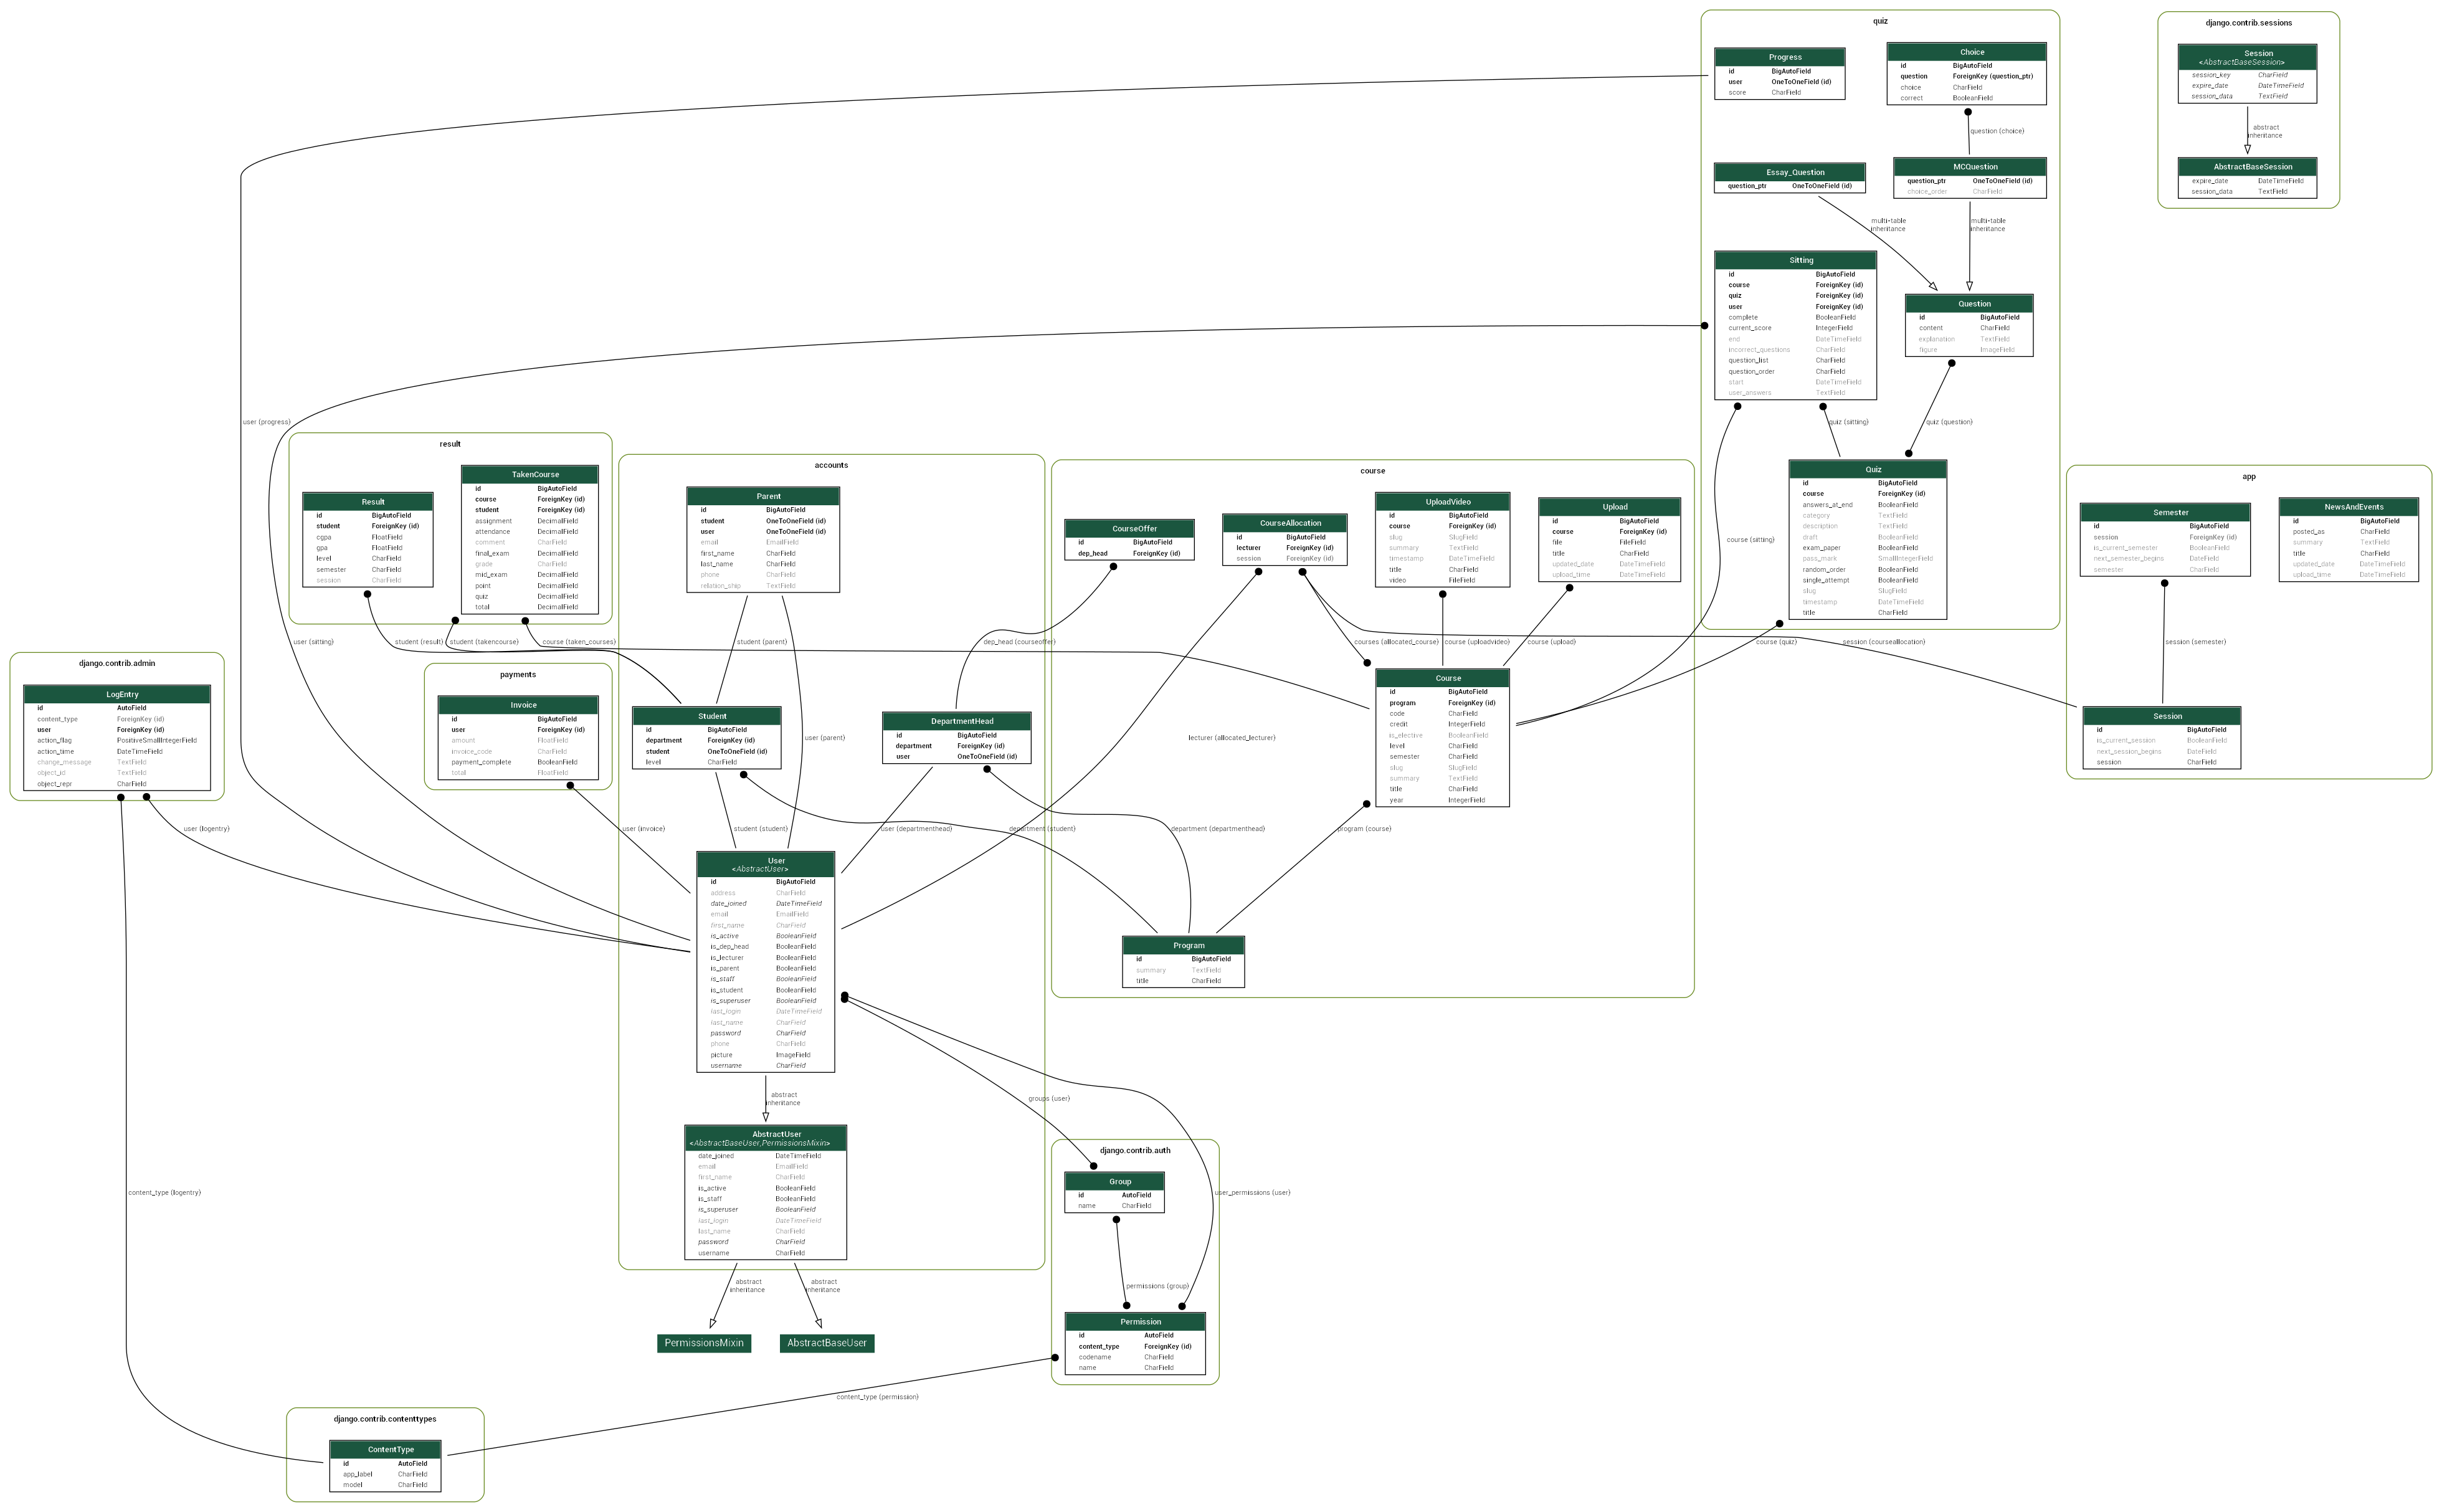 quiz
Progress
id BigAutoField
user OneToOneField (id)
score CharField
Choice
id BigAutoField
question ForeignKey (question_ptr)
choice CharField
correct BooleanField
question (choice)
Essay_Question
question_ptr OneToOneField (id)
MCQuestion
question_ptr OneToOneField (id)
choice_order CharField
multi-table
inheritance
multi-table
inheritance
Sitting
id BigAutoField
course ForeignKey (id)
quiz ForeignKey (id)
user ForeignKey (id)
complete BooleanField
current_score IntegerField
end DateTimeField
incorrect_questions CharField
question_list CharField
question_order CharField
start DateTimeField
user_answers TextField
Question
id BigAutoField
content CharField
explanation TextField
figure ImageField
quiz (sitting)
quiz (question)
Quiz
id BigAutoField
course ForeignKey (id)
answers_at_end BooleanField
category TextField
description TextField
draft BooleanField
exam_paper BooleanField
pass_mark SmallIntegerField
random_order BooleanField
single_attempt BooleanField
slug SlugField
timestamp DateTimeField
title CharField
django.contrib.sessions
Session
<AbstractBaseSession>
session_key CharField
expire_date DateTimeField
session_data TextField
abstract
inheritance
AbstractBaseSession
expire_date DateTimeField
session_data TextField
user (progress)
result
Result
id BigAutoField
student ForeignKey (id)
cgpa FloatField
gpa FloatField
level CharField
semester CharField
session CharField
TakenCourse
id BigAutoField
course ForeignKey (id)
student ForeignKey (id)
assignment DecimalField
attendance DecimalField
comment CharField
final_exam DecimalField
grade CharField
mid_exam DecimalField
point DecimalField
quiz DecimalField
total DecimalField
user (sitting)
student (result)
student (takencourse)
course (taken_courses)
accounts
Parent
id BigAutoField
student OneToOneField (id)
user OneToOneField (id)
email EmailField
first_name CharField
last_name CharField
phone CharField
relation_ship TextField
student (parent)
user (parent)
dep_head (courseoffer)
Student
id BigAutoField
department ForeignKey (id)
student OneToOneField (id)
level CharField
DepartmentHead
id BigAutoField
department ForeignKey (id)
user OneToOneField (id)
student (student)
user (departmenthead)
department (student)
User
<AbstractUser>
id BigAutoField
address CharField
date_joined DateTimeField
email EmailField
first_name CharField
is_active BooleanField
is_dep_head BooleanField
is_lecturer BooleanField
is_parent BooleanField
is_staff BooleanField
is_student BooleanField
is_superuser BooleanField
last_login DateTimeField
last_name CharField
password CharField
phone CharField
picture ImageField
username CharField
abstract
inheritance
AbstractUser
<AbstractBaseUser,PermissionsMixin>
date_joined DateTimeField
email EmailField
first_name CharField
is_active BooleanField
is_staff BooleanField
is_superuser BooleanField
last_login DateTimeField
last_name CharField
password CharField
username CharField
abstract
inheritance
abstract
inheritance
PermissionsMixin
AbstractBaseUser
course
CourseOffer
id BigAutoField
dep_head ForeignKey (id)
CourseAllocation
id BigAutoField
lecturer ForeignKey (id)
session ForeignKey (id)
UploadVideo
id BigAutoField
course ForeignKey (id)
slug SlugField
summary TextField
timestamp DateTimeField
title CharField
video FileField
Upload
id BigAutoField
course ForeignKey (id)
file FileField
title CharField
updated_date DateTimeField
upload_time DateTimeField
courses (allocated_course)
course (uploadvideo)
course (upload)
course (sitting)
course (quiz)
session (courseallocation)
lecturer (allocated_lecturer)
Course
id BigAutoField
program ForeignKey (id)
code CharField
credit IntegerField
is_elective BooleanField
level CharField
semester CharField
slug SlugField
summary TextField
title CharField
year IntegerField
department (departmenthead)
program (course)
Program
id BigAutoField
summary TextField
title CharField
app
Semester
id BigAutoField
session ForeignKey (id)
is_current_semester BooleanField
next_semester_begins DateField
semester CharField
NewsAndEvents
id BigAutoField
posted_as CharField
summary TextField
title CharField
updated_date DateTimeField
upload_time DateTimeField
session (semester)
Session
id BigAutoField
is_current_session BooleanField
next_session_begins DateField
session CharField
django.contrib.admin
LogEntry
id AutoField
content_type ForeignKey (id)
user ForeignKey (id)
action_flag PositiveSmallIntegerField
action_time DateTimeField
change_message TextField
object_id TextField
object_repr CharField
user (logentry)
content_type (logentry)
payments
Invoice
id BigAutoField
user ForeignKey (id)
amount FloatField
invoice_code CharField
payment_complete BooleanField
total FloatField
user (invoice)
groups (user)
user_permissions (user)
django.contrib.auth
Group
id AutoField
name CharField
permissions (group)
Permission
id AutoField
content_type ForeignKey (id)
codename CharField
name CharField
content_type (permission)
django.contrib.contenttypes
ContentType
id AutoField
app_label CharField
model CharField